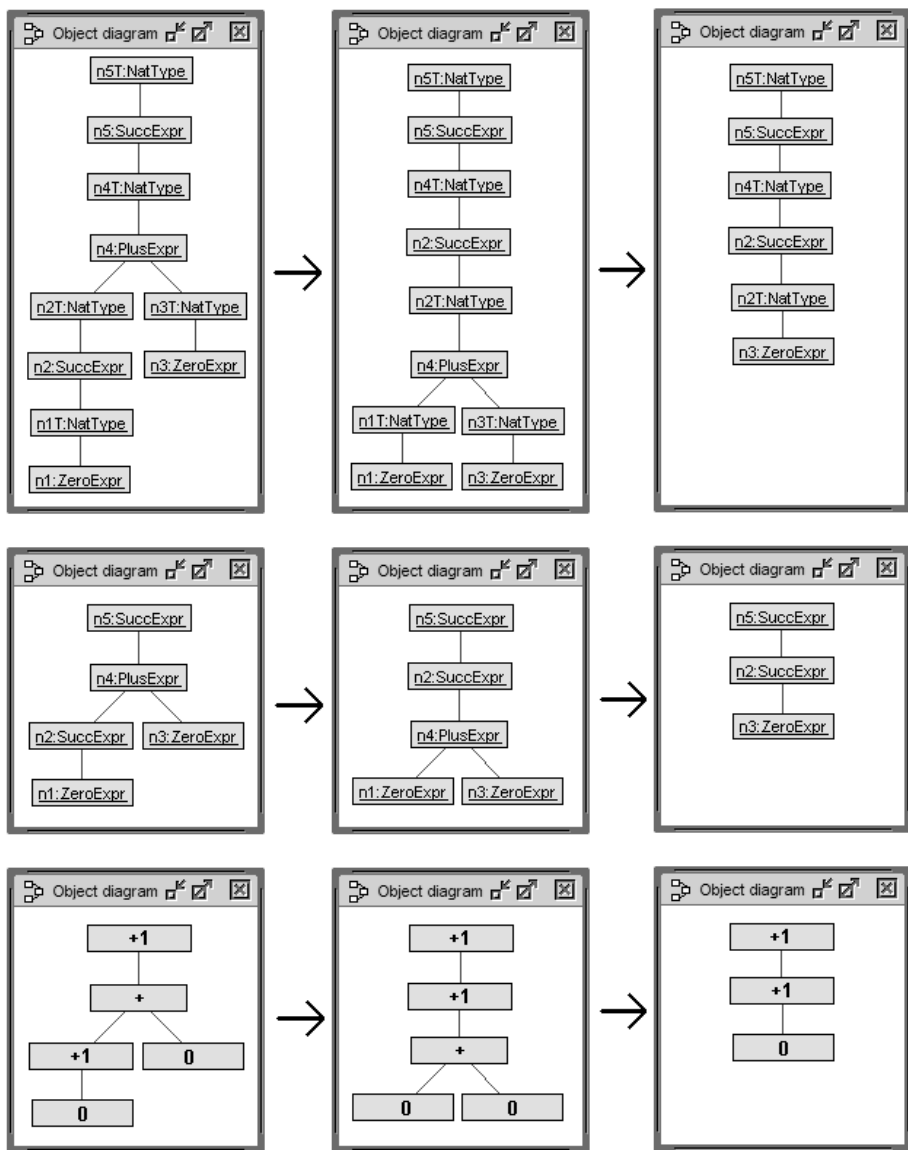 Object diagram
n5T:NatType
n5:SuccExpr
n4T:NatType
n4:PlusExpr
n2T:NatType n3T:NatType
n2:SuccExpr n3:ZeroExpr
n1T:NatType
n1:ZeroExpr
Object diagram
n5T:NatType
n5:SuccExpr
n4T:NatType
n2:SuccExpr
n2T:NatType
n4:PlusExpr
n1T:NatType n3T:NatType
n1:ZeroExpr n3:ZeroExpr
Object diagram
n5T:NatType
n5:SuccExpr
n4T:NatType
n2:SuccExpr
n2T:NatType
n3:ZeroExpr
Object diagram
n5:SuccExpr
n4:PlusExpr
n2:SuccExpr n3:ZeroExpr
n1:ZeroExpr
Object diagram
n5:SuccExpr
n2:SuccExpr
n4:PlusExpr
n1:ZeroExpr n3:ZeroExpr
Object diagram
n5:SuccExpr
n2:SuccExpr
n3:ZeroExpr
Object diagram
+1
+
+1 0
0
Object diagram
+1
+1
+
0 0
Object diagram
+1
+1
0